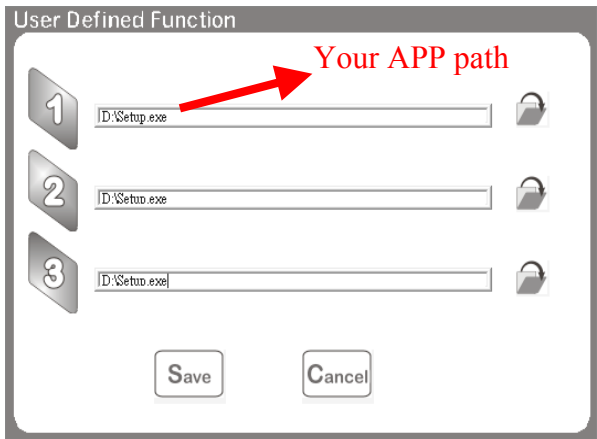 User Defined Function
Your APP path
1
D:\Setup.exe
2
D:\Setup.exe
3
D:\Setup.exe
Save
Cancel